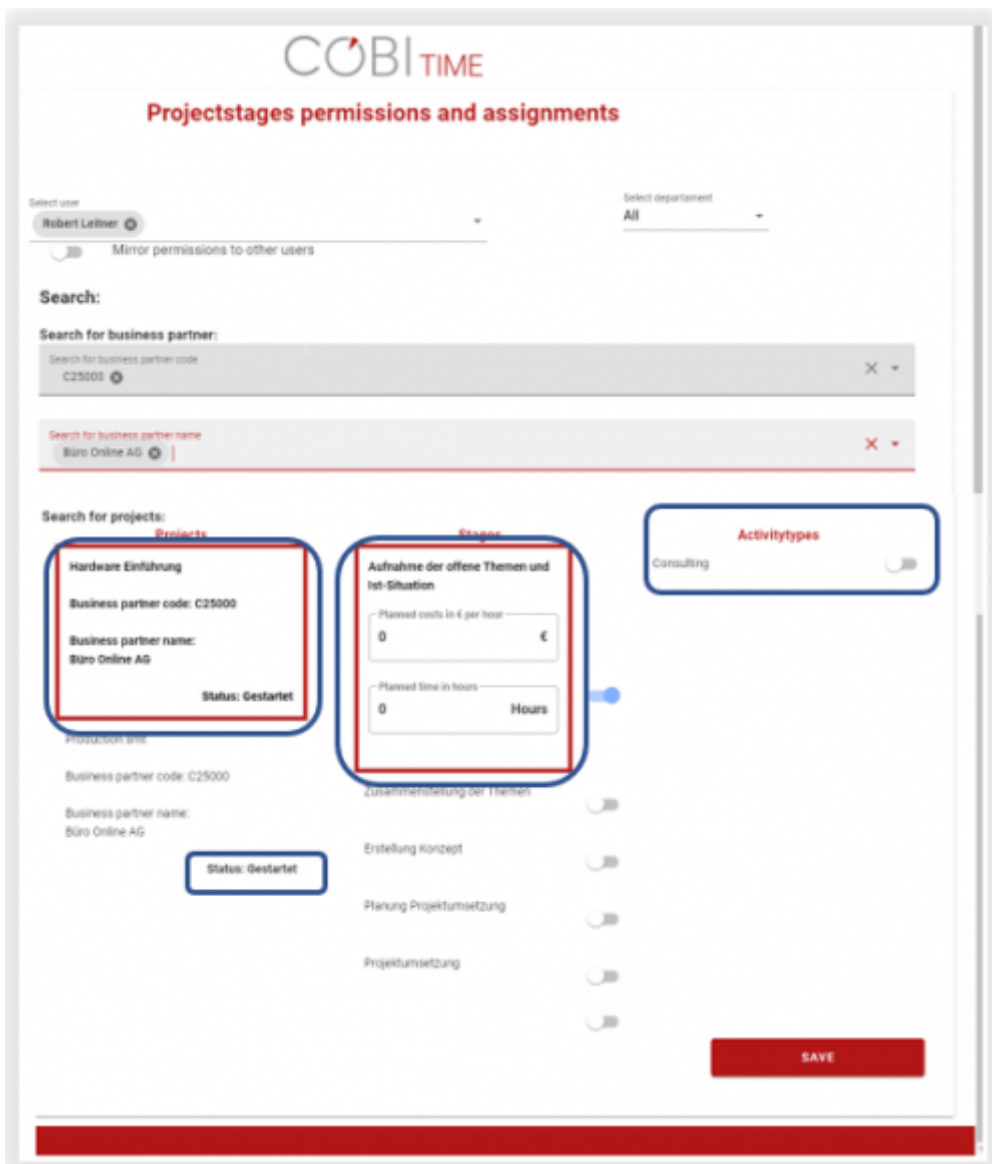 COBI TIME
Projectstages permissions and assignments
Select user
Robert Leitner
Select departament
All
Mirror permissions to other users
Search:
Search for business partner:
Search for business partner code
C25000
Search for business partner name
Büro Online AG
Search for projects:
Projects
Hardware Einführung
Business partner code: C25000
Business partner name:
Büro Online AG
Status: Gestartet
Production smt
Business partner code: C25000
Business partner name:
Büro Online AG
Status: Gestartet
Stages
Aufnahme der offene Themen und
Ist-Situation
Planned costs in € per hour
0 €
Planned time in hours
0 Hours
Zusammenstellung der Themen
Erstellung Konzept
Planung Projektumsetzung
Projektumsetzung
Activitytypes
Consulting
SAVE